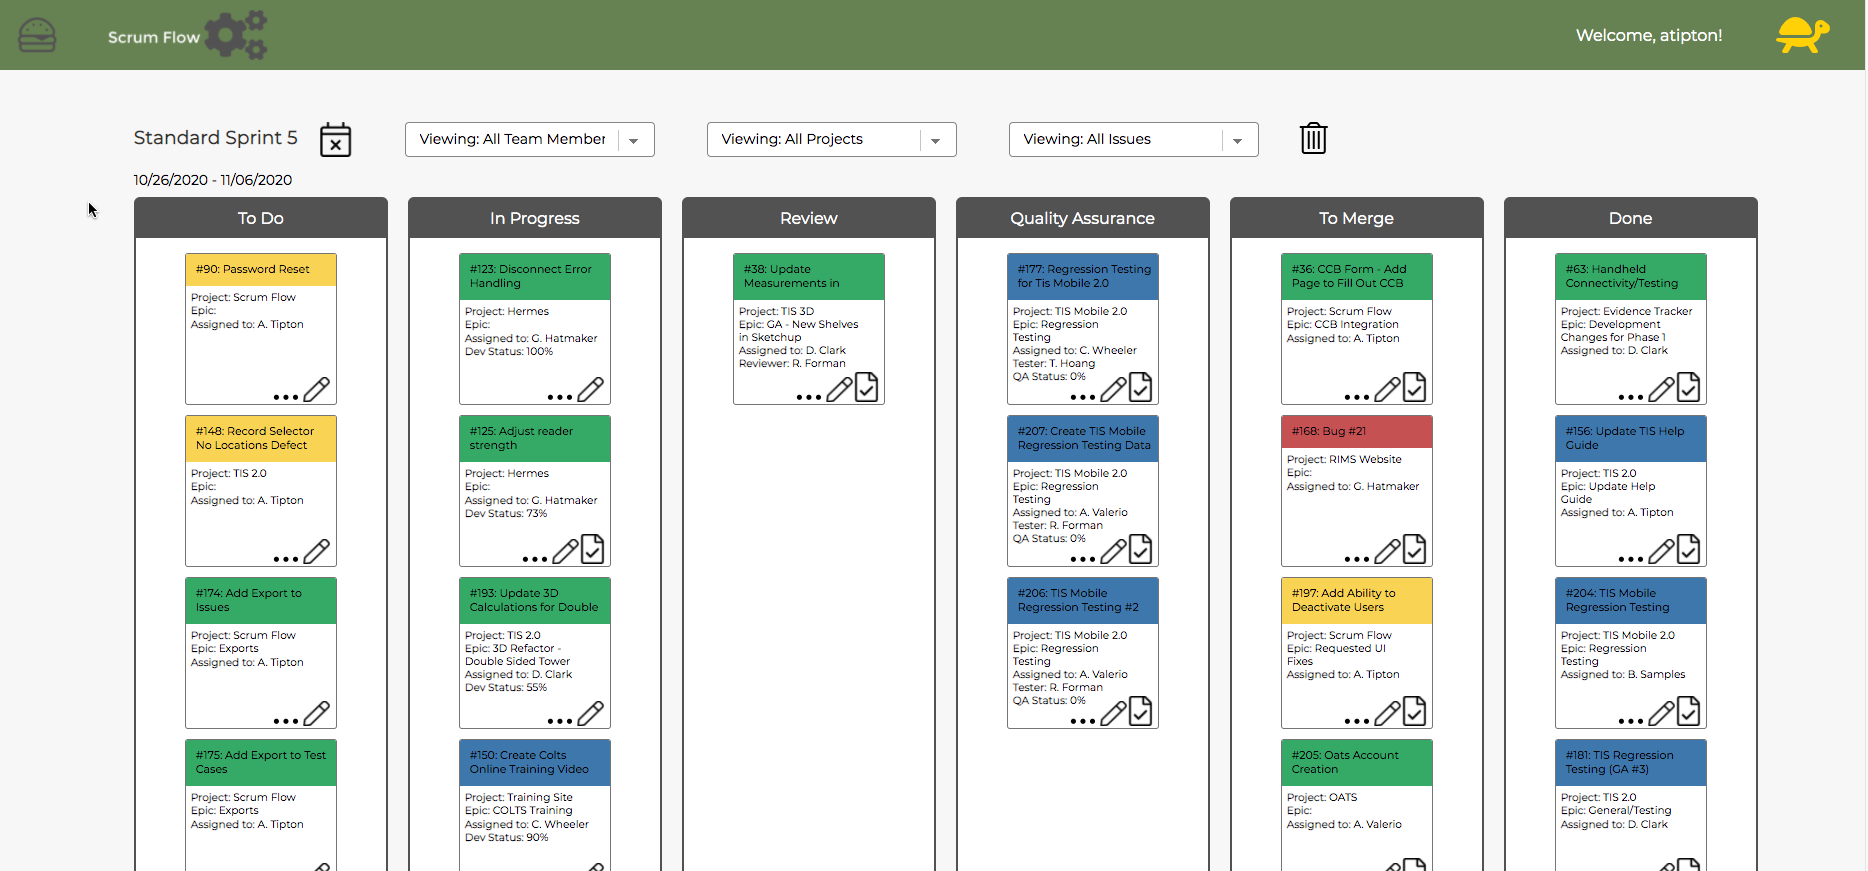 Scrum Flow
Welcome, atipton!
Standard Sprint 5
Viewing: All Team Member
Viewing: All Projects
Viewing: All Issues
10/26/2020 - 11/06/2020
To Do
#90: Password Reset
Project: Scrum Flow
Epic:
Assigned to: A. Tipton
#148: Record Selector
No Locations Defect
Project: TIS 2.0
Epic:
Assigned to: A. Tipton
#174: Add Export to
Issues
Project: Scrum Flow
Epic: Exports
Assigned to: A. Tipton
#175: Add Export to Test
Cases
Project: Scrum Flow
Epic: Exports
Assigned to: A. Tipton
In Progress
#123: Disconnect Error
Handling
Project: Hermes
Epic:
Assigned to: G. Hatmaker
Dev Status: 100%
#125: Adjust reader
strength
Project: Hermes
Epic:
Assigned to: G. Hatmaker
Dev Status: 73%
#193: Update 3D
Calculations for Double
Project: TIS 2.0
Epic: 3D Refactor -
Double Sided Tower
Assigned to: D. Clark
Dev Status: 55%
#150: Create Colts
Online Training Video
Project: Training Site
Epic: COLTS Training
Assigned to: C. Wheeler
Dev Status: 90%
Review
#38: Update
Measurements in
Project: TIS 3D
Epic: GA - New Shelves
in Sketchup
Assigned to: D. Clark
Reviewer: R. Forman
Quality Assurance
#177: Regression Testing
for Tis Mobile 2.0
Project: TIS Mobile 2.0
Epic: Regression
Testing
Assigned to: C. Wheeler
Tester: T. Hoang
QA Status: 0%
#207: Create TIS Mobile
Regression Testing Data
Project: TIS Mobile 2.0
Epic: Regression
Testing
Assigned to: A. Valerio
Tester: R. Forman
QA Status: 0%
#206: TIS Mobile
Regression Testing #2
Project: TIS Mobile 2.0
Epic: Regression
Testing
Assigned to: A. Valerio
Tester: R. Forman
QA Status: 0%
To Merge
#36: CCB Form - Add
Page to Fill Out CCB
Project: Scrum Flow
Epic: CCB Integration
Assigned to: A. Tipton
#168: Bug #21
Project: RIMS Website
Epic:
Assigned to: G. Hatmaker
#197: Add Ability to
Deactivate Users
Project: Scrum Flow
Epic: Requested UI
Fixes
Assigned to: A. Tipton
#205: Oats Account
Creation
Project: OATS
Epic:
Assigned to: A. Valerio
Done
#63: Handheld
Connectivity/Testing
Project: Evidence Tracker
Epic: Development
Changes for Phase 1
Assigned to: D. Clark
#156: Update TIS Help
Guide
Project: TIS 2.0
Epic: Update Help
Guide
Assigned to: A. Tipton
#204: TIS Mobile
Regression Testing
Project: TIS Mobile 2.0
Epic: Regression
Testing
Assigned to: B. Samples
#181: TIS Regression
Testing (GA #3)
Project: TIS 2.0
Epic: General/Testing
Assigned to: D. Clark